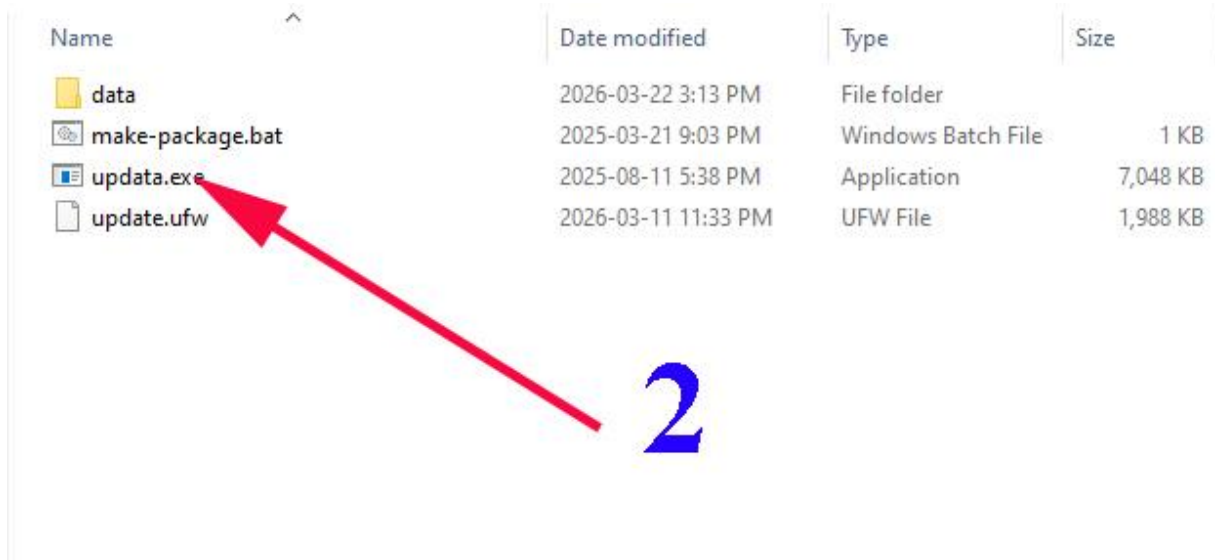 Name Date modified Type Size
data 2026-03-22 3:13 PM File folder
make-package.bat 2025-03-21 9:03 PM Windows Batch File 1 KB
updata.exe 2025-08-11 5:38 PM Application 7,048 KB
update.ufw 2026-03-11 11:33 PM UFW File 1,988 KB
2